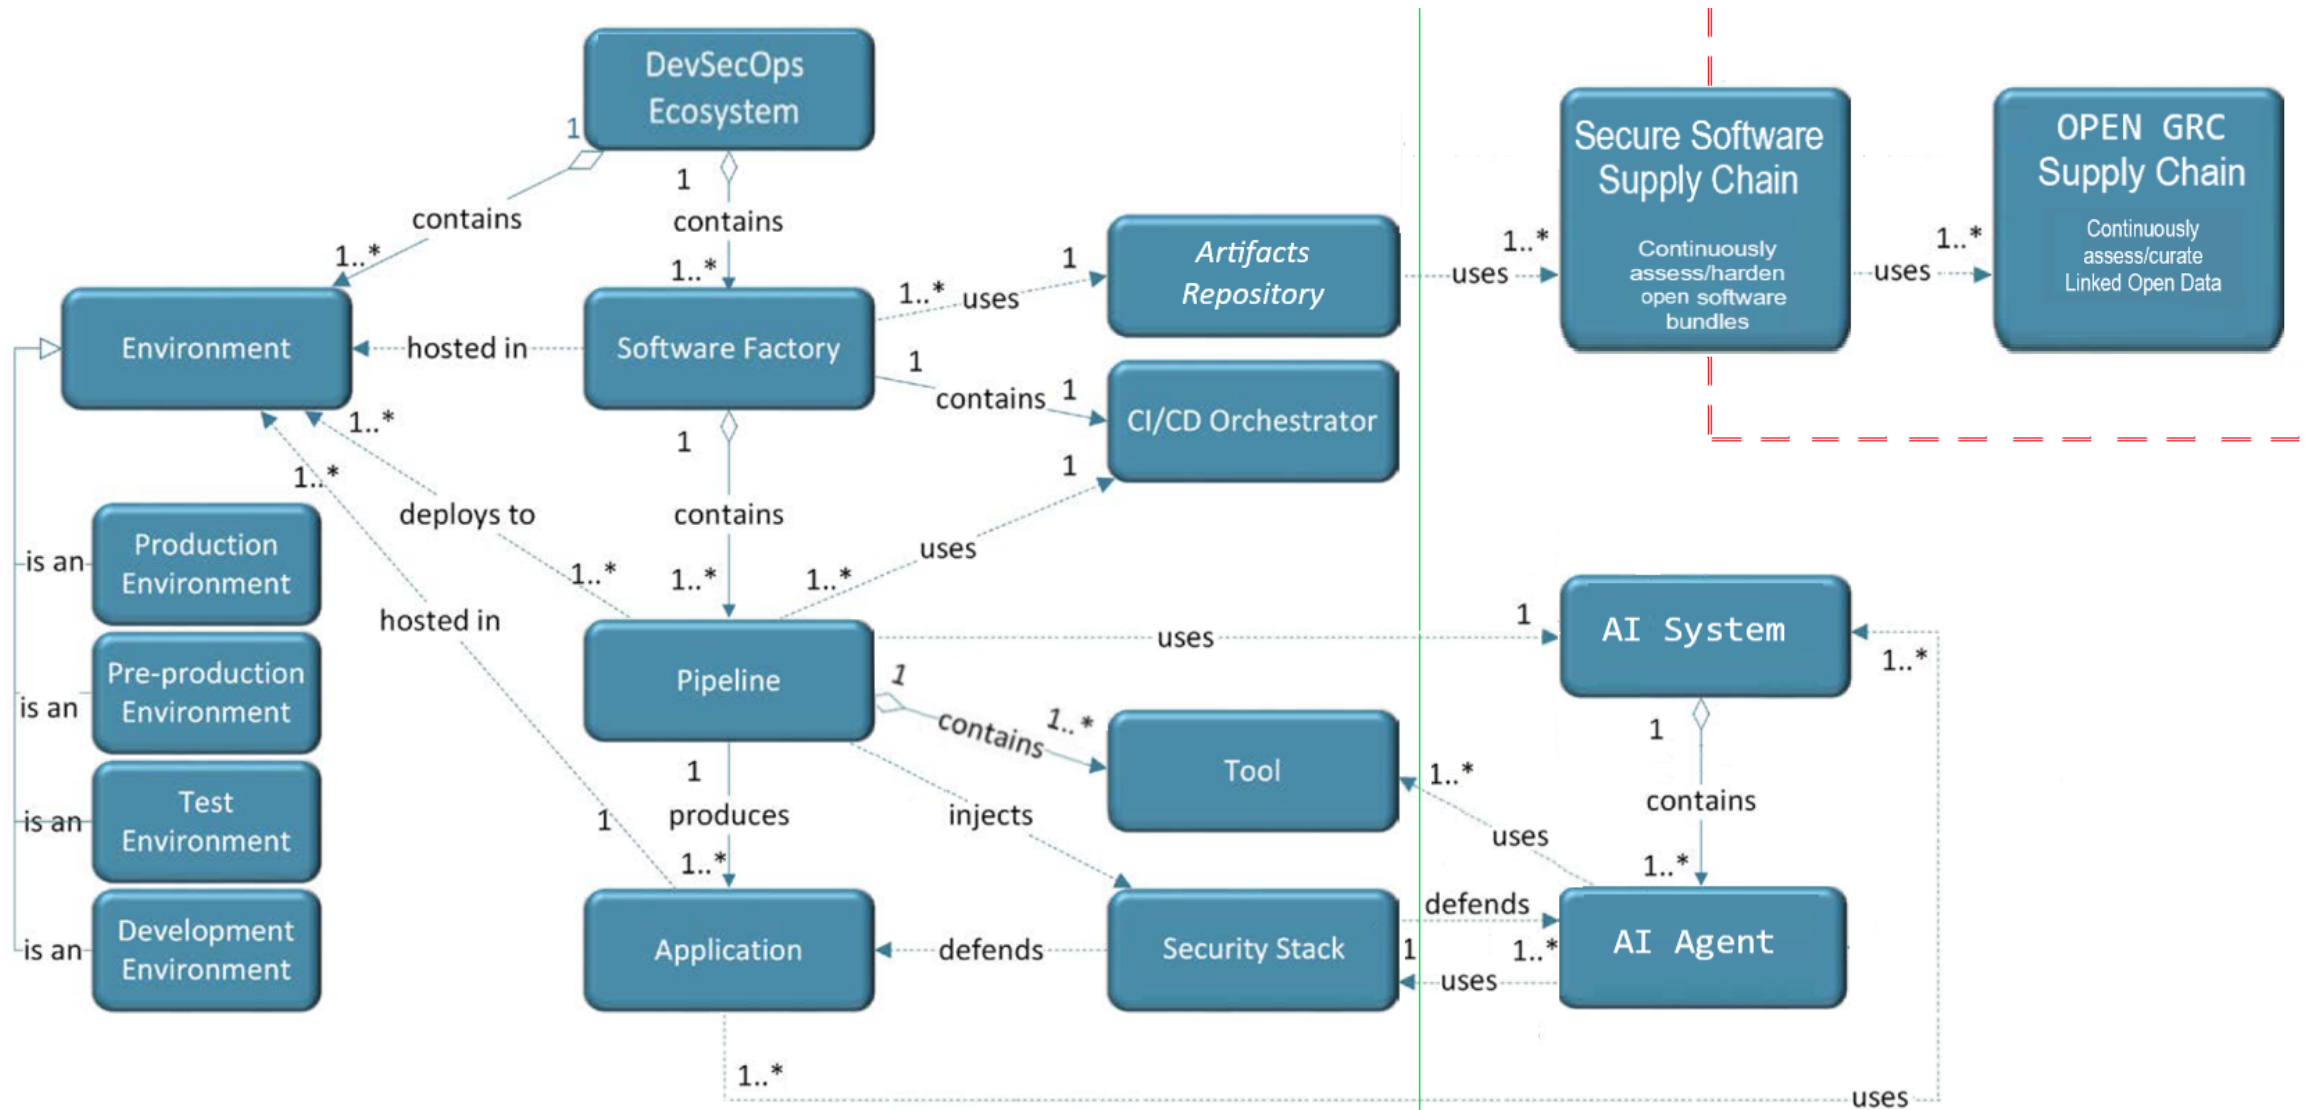 DevSecOps
Ecosystem
1
1
contains
contains
1..*
1..*
Environment
hosted in
Software Factory
1..*
uses
1
Artifacts
Repository
uses
1..*
Secure Software
Supply Chain
Continuously
assess/harden
open software
bundles
uses
1..*
OPEN GRC
Supply Chain
Continuously
assess/curate
Linked Open Data
1
contains
1
CI/CD Orchestrator
1..*
1..*
1
contains
1
deploys to
uses
1..*
1..*
1..*
hosted in
is an
Production
Environment
is an
Pre-production
Environment
is an
Test
Environment
is an
Development
Environment
Pipeline
uses
1
AI System
1..*
1
contains
1..*
Tool
1..*
uses
1
contains
1..*
1
produces
1..*
injects
1
Application
defends
Security Stack
defends
1
1..*
uses
AI Agent
1..*
uses